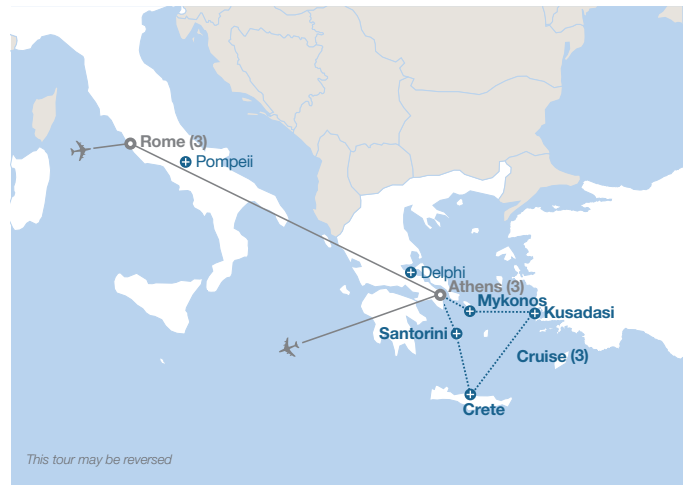 Rome (3)
Pompeii
Delphi
Athens (3)
Mykonos
Kusadasi
Santorini
Cruise (3)
Crete
This tour may be reversed